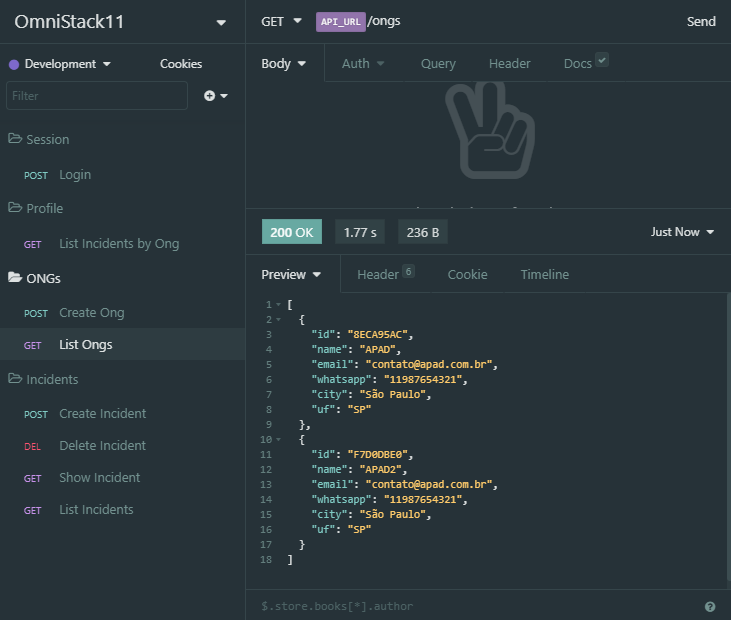 OmniStack11
Development
Cookies
Filter
Session
POST Login
Profile
GET List Incidents by Ong
ONGs
POST Create Ong
GET List Ongs
Incidents
POST Create Incident
DEL Delete Incident
GET Show Incident
GET List Incidents
GET API_URL/ongs Send
Body Auth Query Header Docs
200 OK 1.77 s 236 B Just Now
Preview Header 6 Cookie Timeline
1 [
2 {
3 "id": "8ECA95AC",
4 "name": "APAD",
5 "email": "contato@apad.com.br",
6 "whatsapp": "11987654321",
7 "city": "São Paulo",
8 "uf": "SP"
9 },
10 {
11 "id": "F7D0DBE0",
12 "name": "APAD2",
13 "email": "contato@apad.com.br",
14 "whatsapp": "11987654321",
15 "city": "São Paulo",
16 "uf": "SP"
17 }
18 ]
$.store.books[*].author